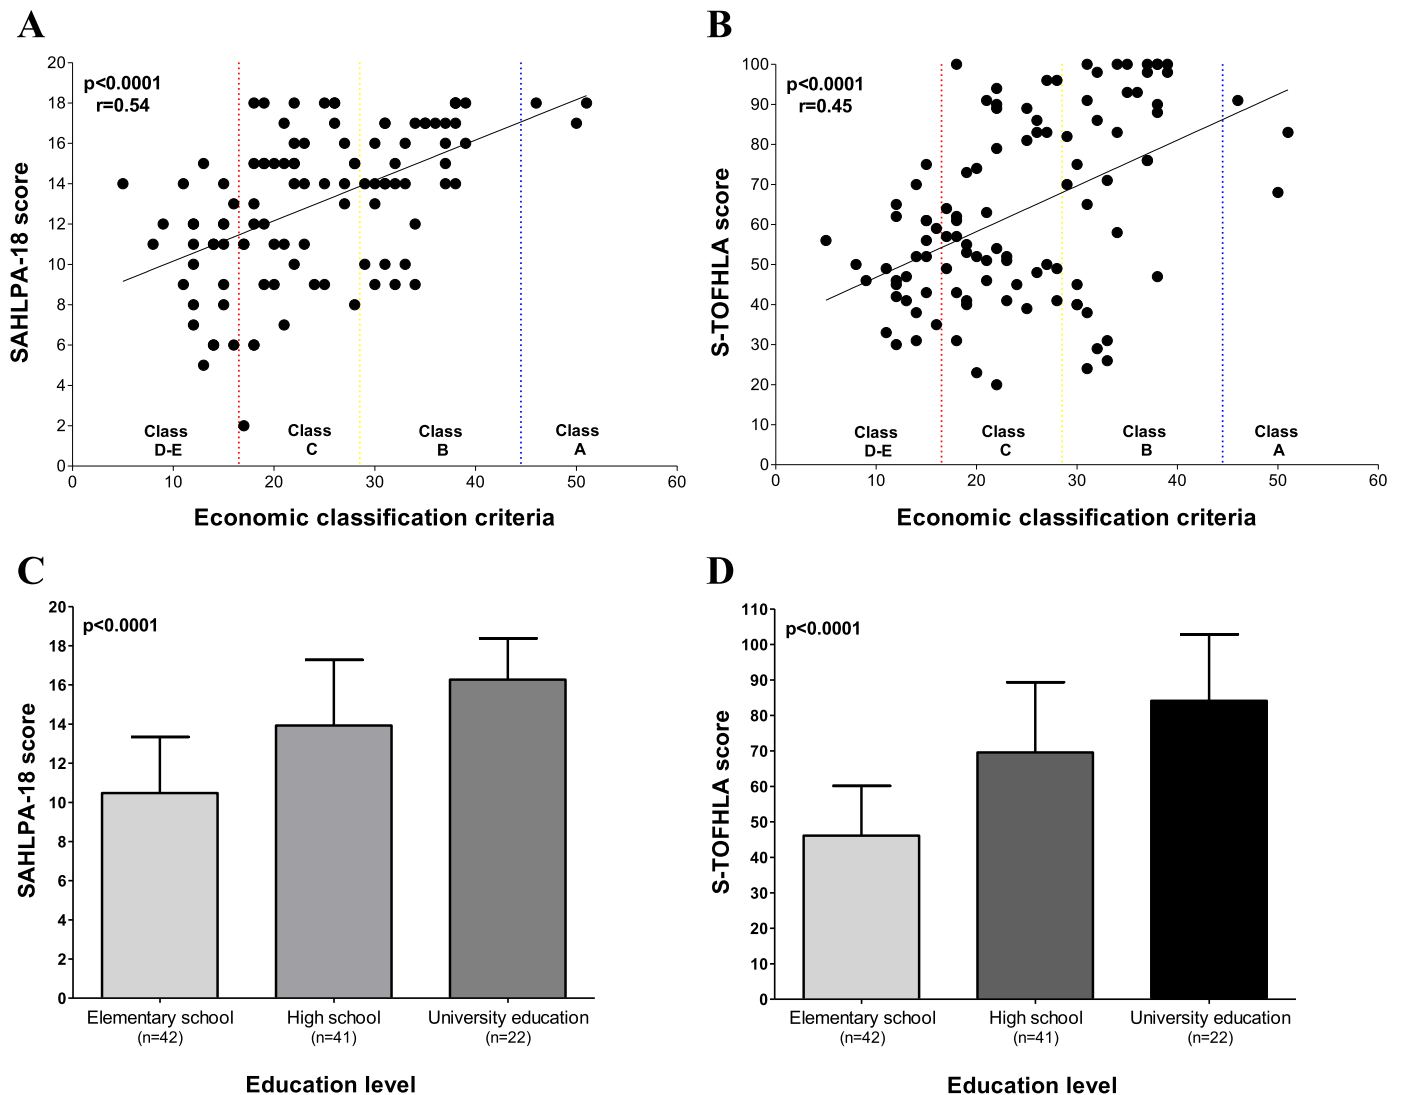 A
p<0.0001
r=0.54
SAHLPA-18 score
20
18
16
14
12
10
8
6
4
2
0
Class
D-E
Class
C
Class
B
Class
A
0
10
20
30
40
50
60
Economic classification criteria
B
p<0.0001
r=0.45
S-TOFHLA score
100
90
80
70
60
50
40
30
20
10
0
Class
D-E
Class
C
Class
B
Class
A
0
10
20
30
40
50
60
Economic classification criteria
C
p<0.0001
SAHLPA-18 score
20
18
16
14
12
10
8
6
4
2
0
Elementary school
(n=42)
High school
(n=41)
University education
(n=22)
Education level
D
p<0.0001
S-TOFHLA score
110
100
90
80
70
60
50
40
30
20
10
0
Elementary school
(n=42)
High school
(n=41)
University education
(n=22)
Education level